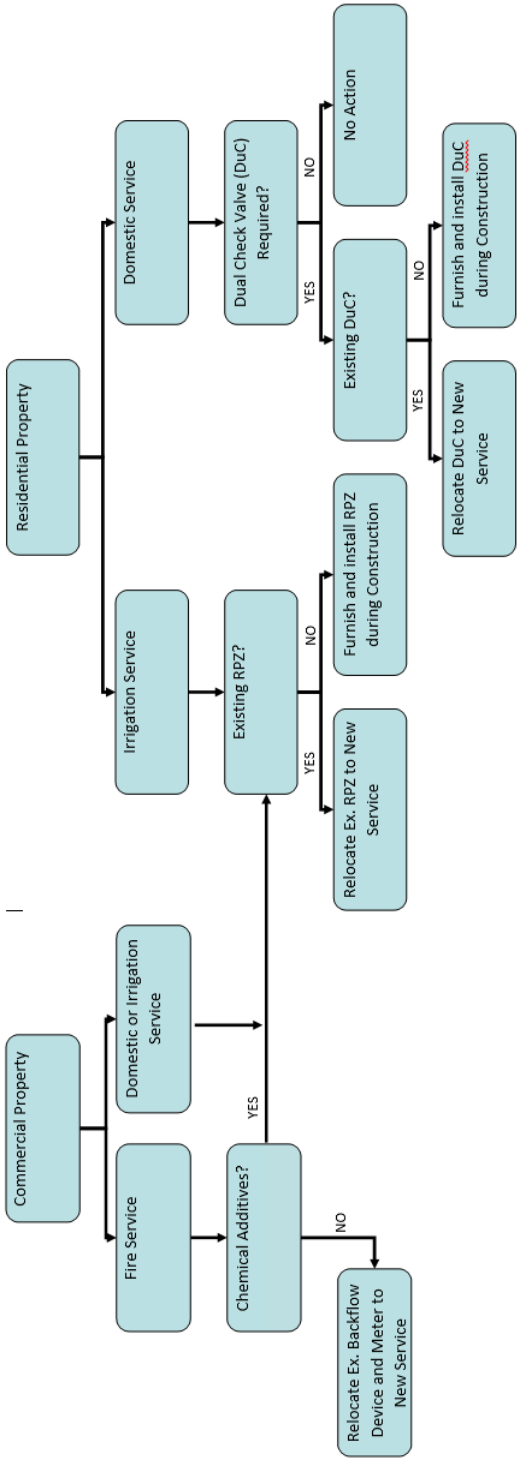 Commercial Property
Residential Property
Fire Service
Domestic or Irrigation
Service
Irrigation Service
Domestic Service
Chemical Additives?
YES
Existing RPZ?
Dual Check Valve (DuC)
Required?
NO
YES
NO
YES
NO
Relocate Ex. Backflow
Device and Meter to
New Service
Relocate Ex. RPZ to New
Service
Furnish and install RPZ
during Construction
Existing DuC?
No Action
YES
NO
Relocate DuC to New
Service
Furnish and install DuC
during Construction